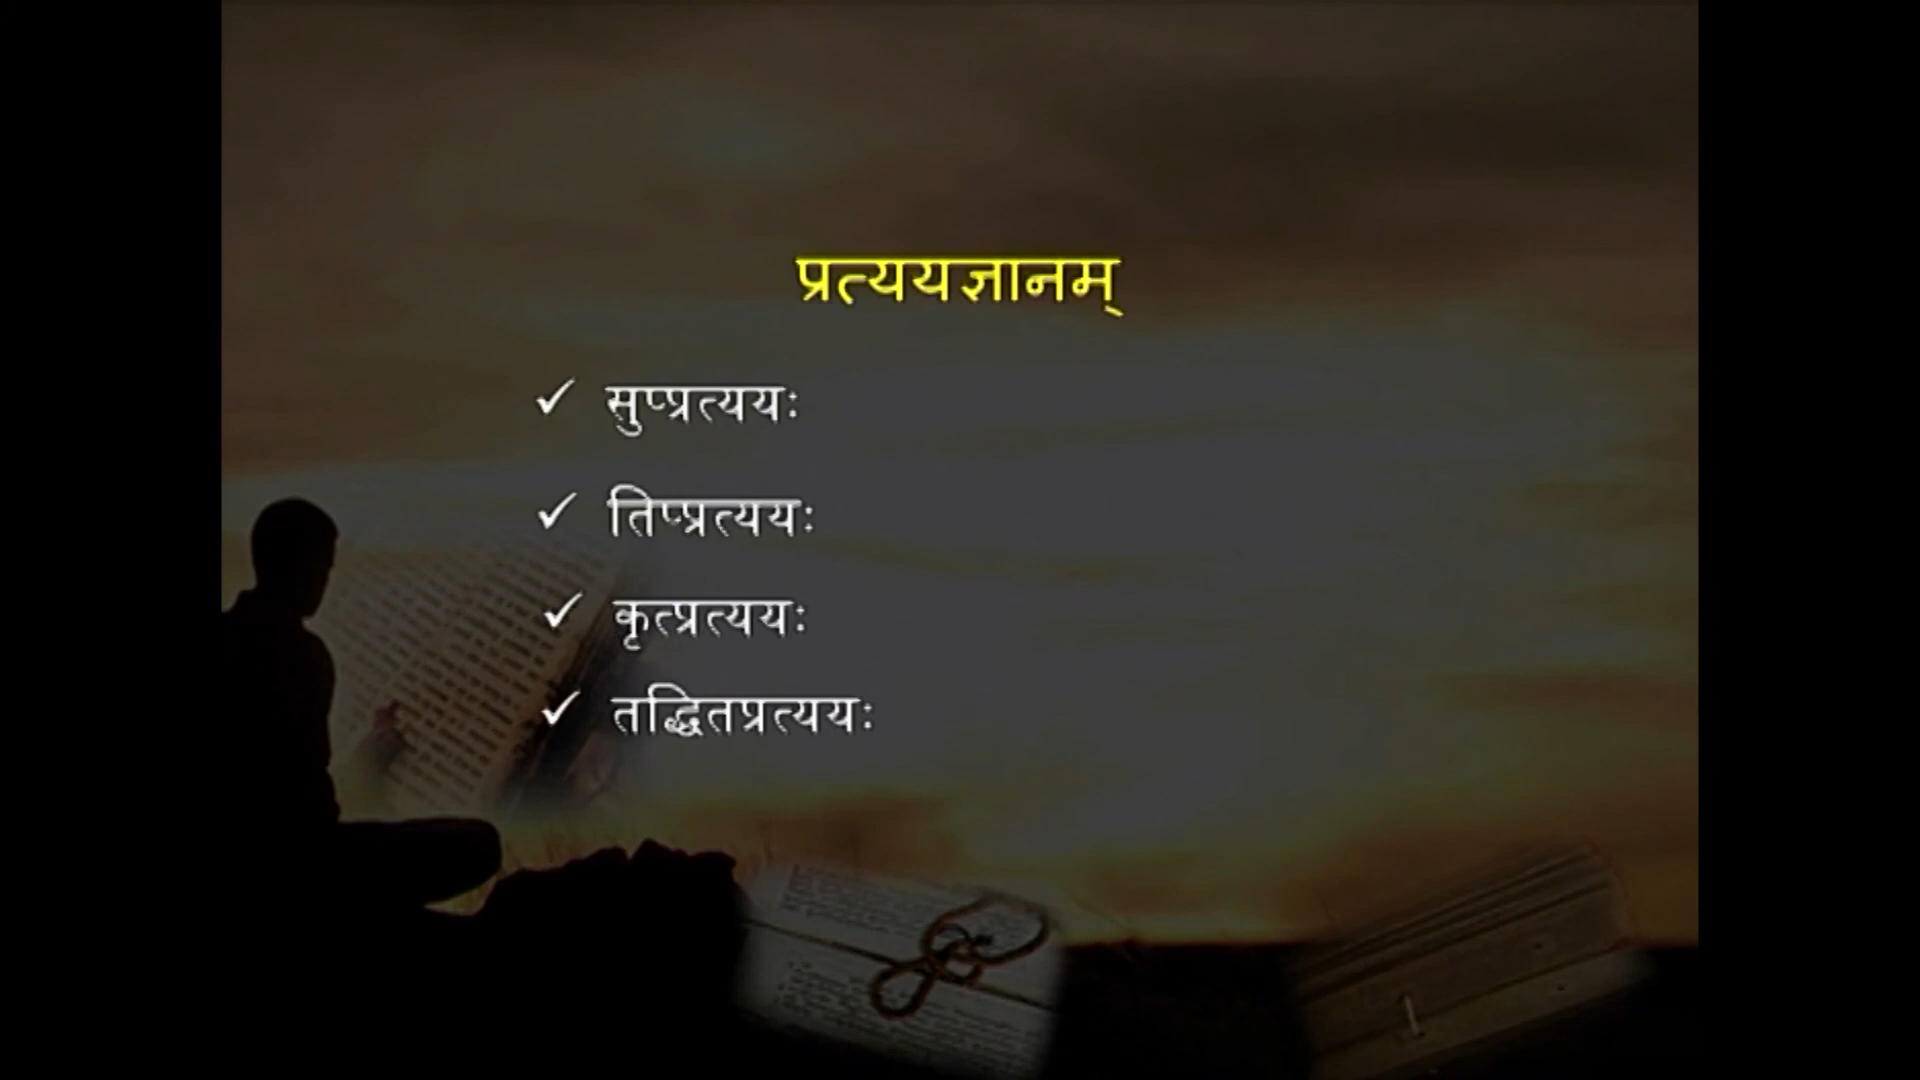 प्रत्ययज्ञानम्
✓ सुप्प्रत्ययः
✓ तिप्प्रत्ययः
✓ कृत्प्रत्ययः
✓ तद्धितप्रत्ययः